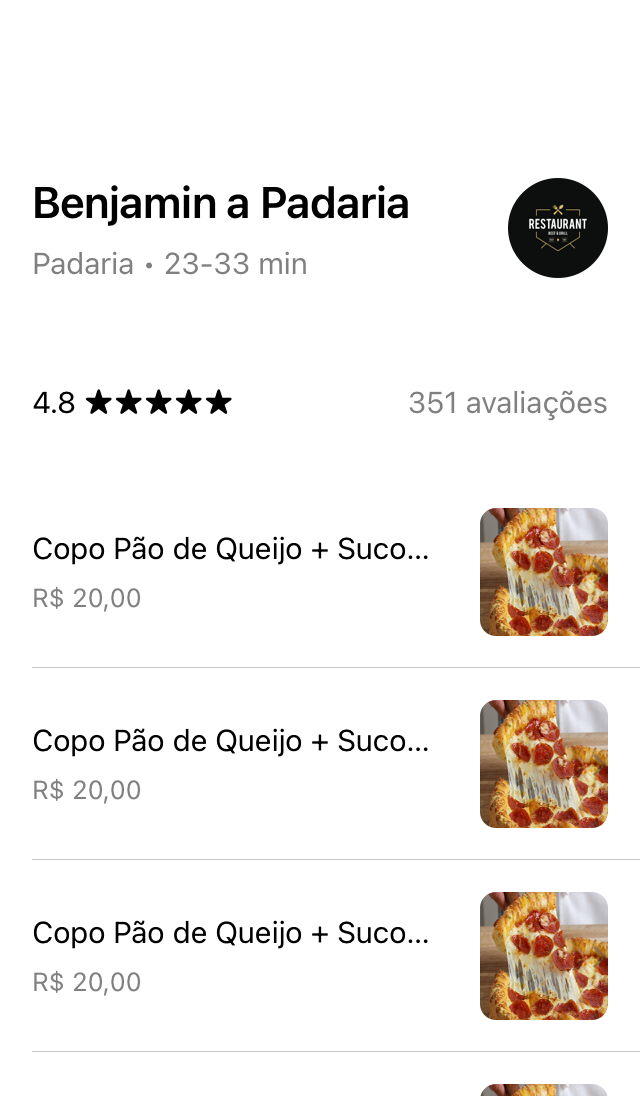 Benjamin a Padaria
Padaria • 23-33 min
RESTAURANT
4.8 ★★★★★
351 avaliações
Copo Pão de Queijo + Suco...
R$ 20,00
Copo Pão de Queijo + Suco...
R$ 20,00
Copo Pão de Queijo + Suco...
R$ 20,00